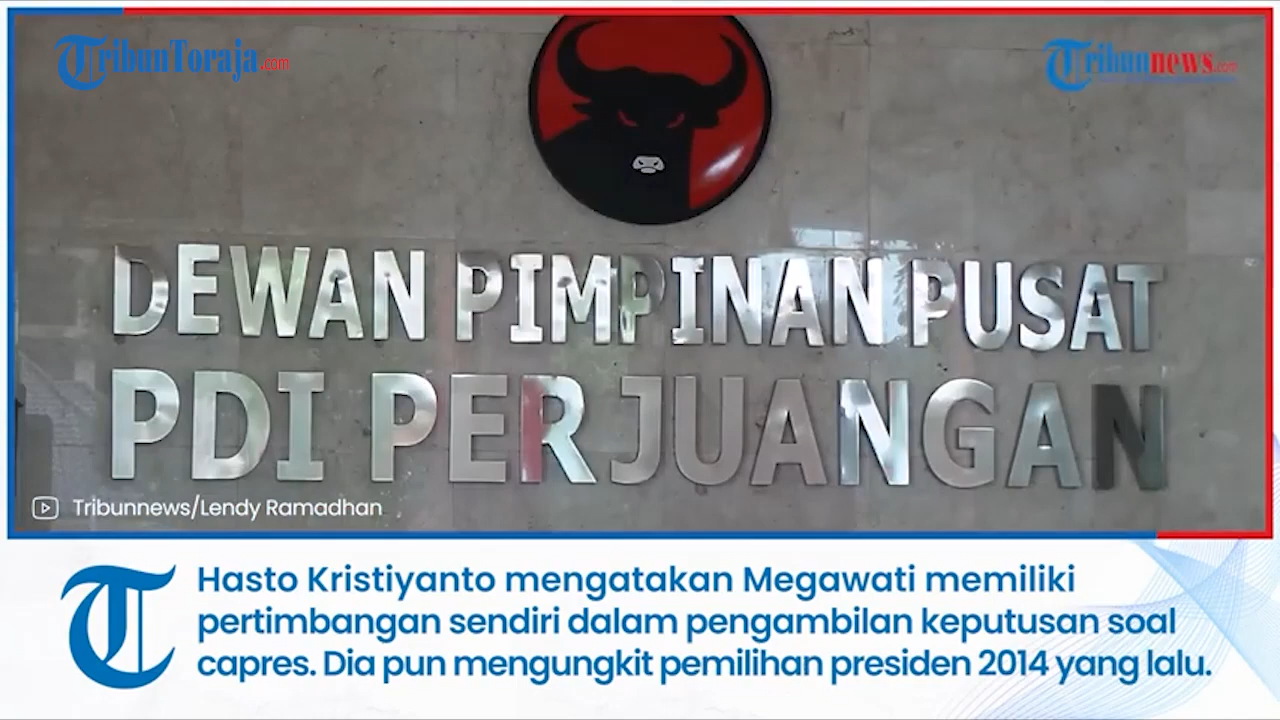 TribunToraja.com
Tribunnews.com
DEWAN PIMPINAN PUSAT
PDI PERJUANGAN
Tribunnews/Lendy Ramadhan
T
Hasto Kristiyanto mengatakan Megawati memiliki
pertimbangan sendiri dalam pengambilan keputusan soal
capres. Dia pun mengungkit pemilihan presiden 2014 yang lalu.